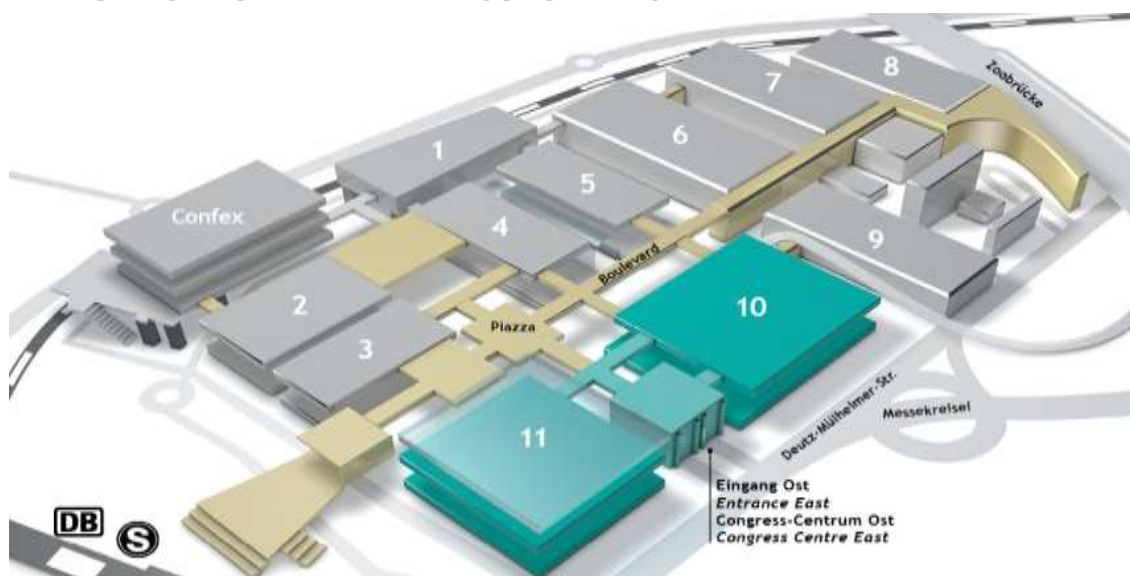 8
7
Zoobrücke
6
1
5
Confex
4
9
Boulevard
10
2
Piazza
3
Deutz-Mülheimer-Str.
Messekreisel
11
Eingang Ost
Entrance East
Congress-Centrum Ost
Congress Centre East
DB
S